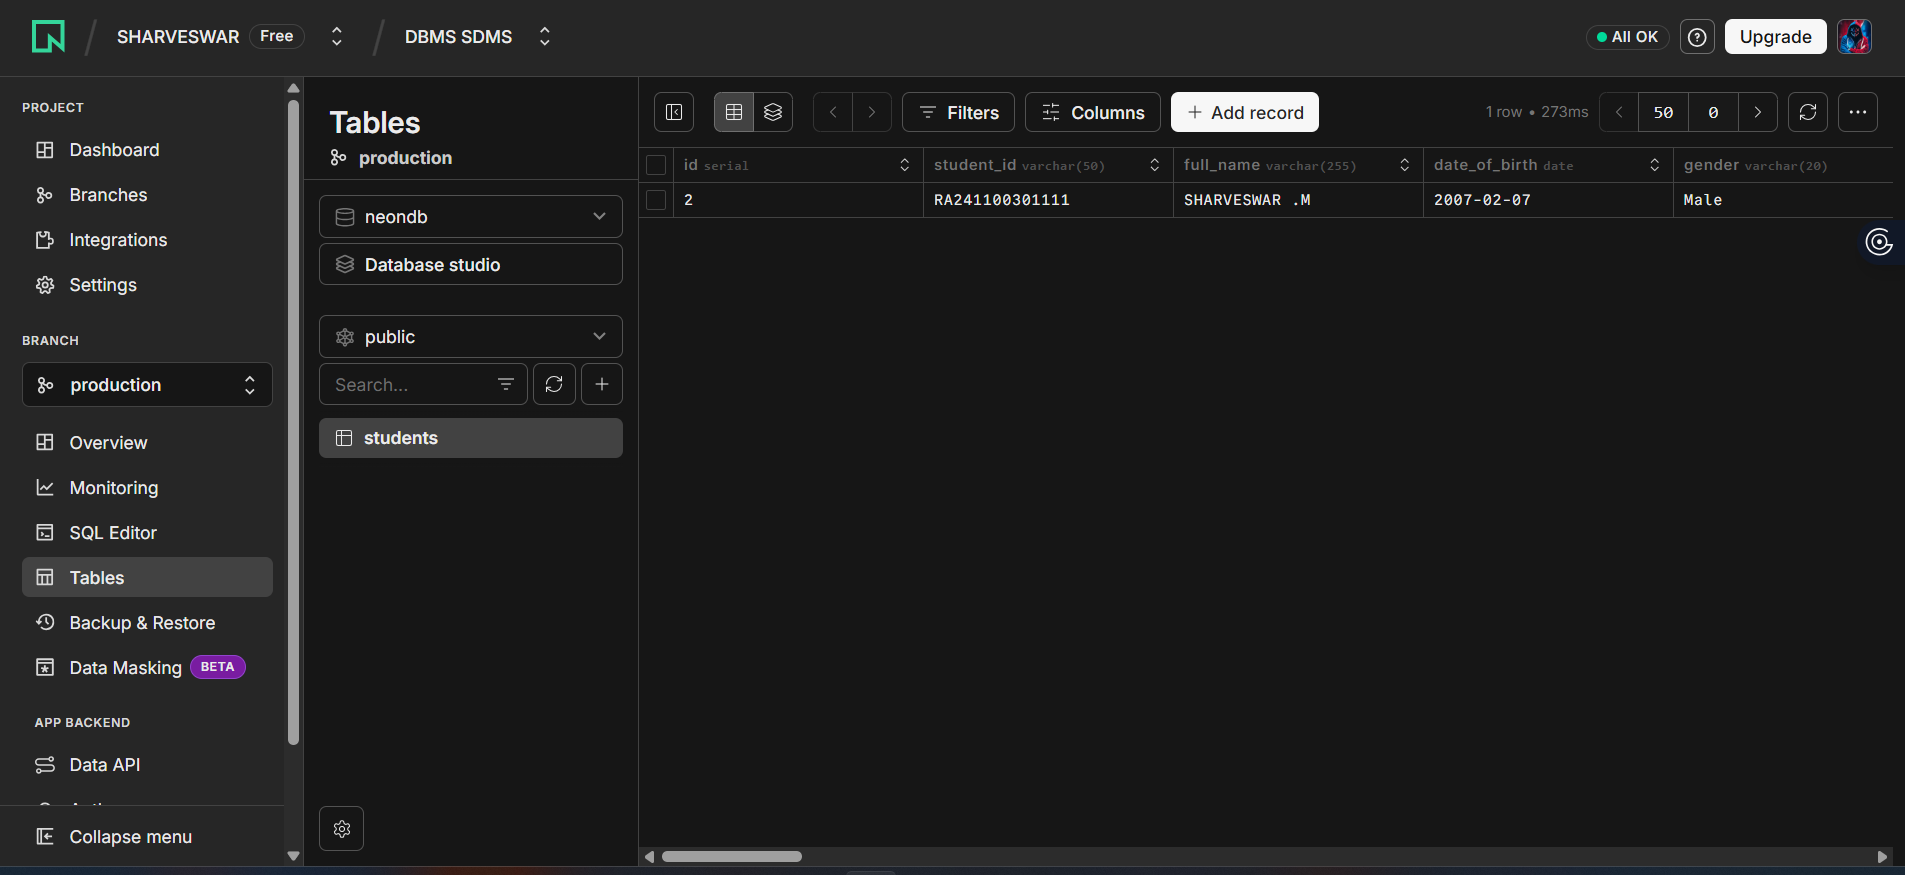 SHARVESWAR Free DBMS SDMS All OK Upgrade
PROJECT
Dashboard
Branches
Integrations
Settings
BRANCH
production
Overview
Monitoring
SQL Editor
Tables
Backup & Restore
Data Masking BETA
APP BACKEND
Data API
Collapse menu
Tables
production
neondb
Database studio
public
Search...
students
Filters Columns Add record 1 row • 273ms 50 0
id serial student_id varchar(50) full_name varchar(255) date_of_birth date gender varchar(20)
2 RA241100301111 SHARVESWAR .M 2007-02-07 Male